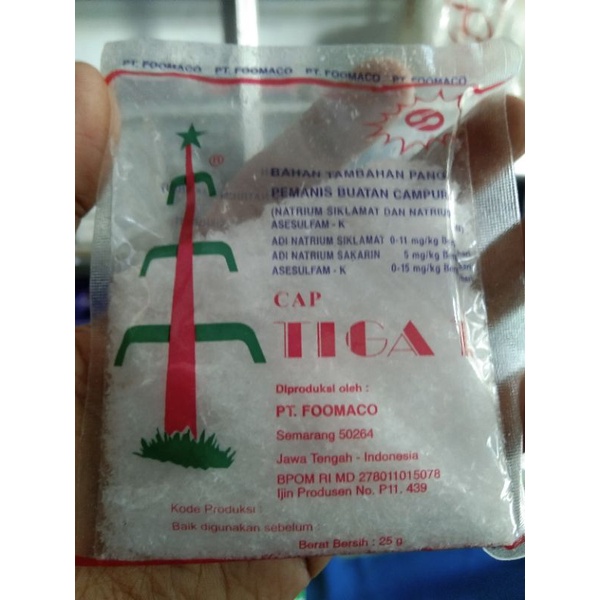 PT. FOOMACO PT. FOOMACO PT. FOOMACO PT. FOOMACO
®
BAHAN TAMBAHAN PANG
PEMANIS BUATAN CAMPUR
(NATRIUM SIKLAMAT DAN NATRIUM
ASESULFAM - K
ADI NATRIUM SIKLAMAT 0-11 mg/kg
ADI NATRIUM SAKARIN 5 mg/kg
ASESULFAM - K 0-15 mg/kg
CAP
TIGA
Diproduksi oleh :
PT. FOOMACO
Semarang 50264
Jawa Tengah - Indonesia
BPOM RI MD 278011015078
Ijin Produsen No. P11. 439
Kode Produksi
Baik digunakan sebelum :
Berat Bersih : 25 g